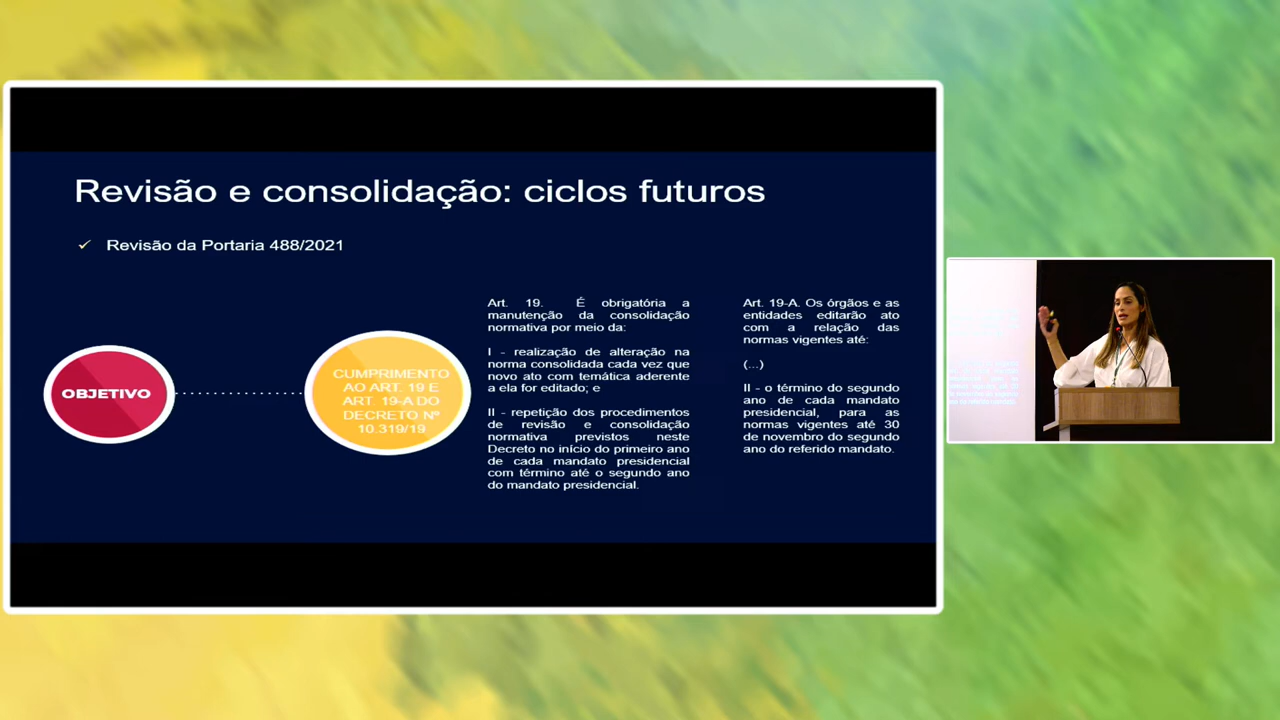 Revisão e consolidação: ciclos futuros
Revisão da Portaria 488/2021
OBJETIVO
CUMPRIMENTO
AO ART. 19 E
ART. 19-A DO
DECRETO Nº
10.319/19
Art. 19. É obrigatória a
manutenção da consolidação
normativa por meio da:
I - realização de alteração na
norma consolidada cada vez que
novo ato com temática aderente
a ela for editado; e
II - repetição dos procedimentos
de revisão e consolidação
normativa previstos neste
Decreto no início do primeiro ano
de cada mandato presidencial
com término até o segundo ano
do mandato presidencial.
Art. 19-A. Os órgãos e as
entidades editarão ato
com a relação das
normas vigentes até:
(...)
II - o término do segundo
ano de cada mandato
presidencial, para as
normas vigentes até 30
de novembro do segundo
ano do referido mandato.